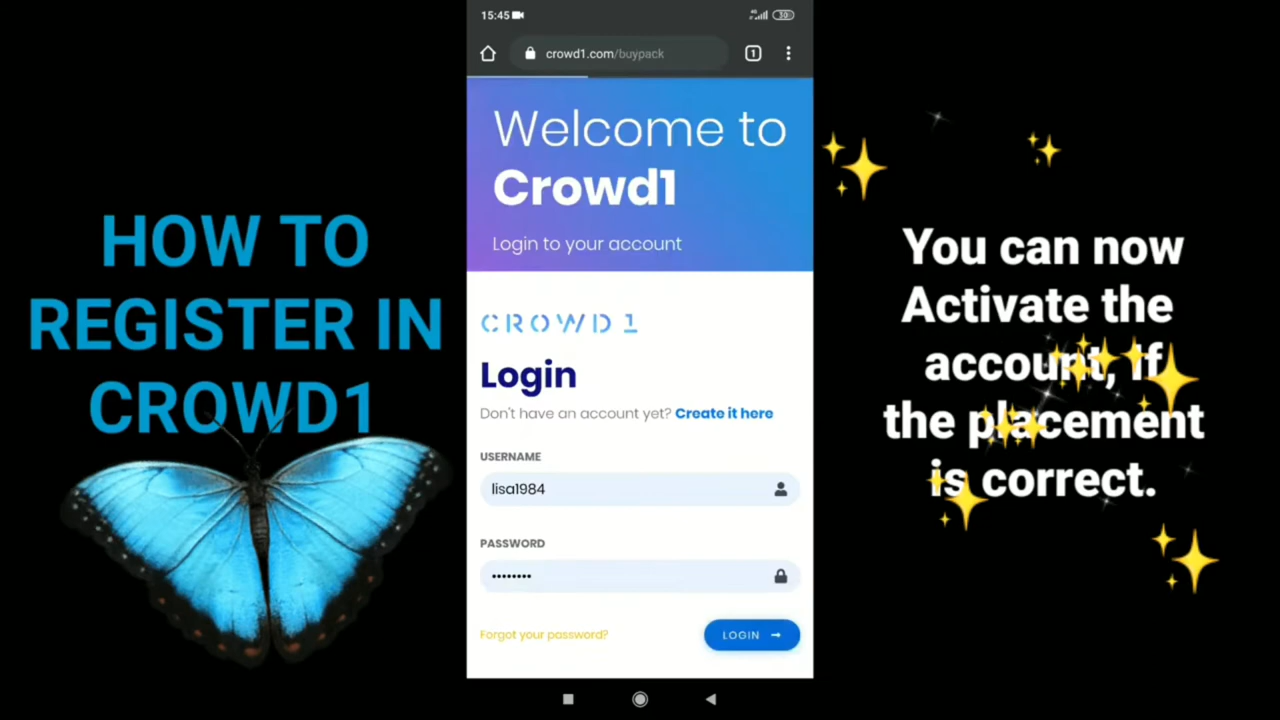 HOW TO
REGISTER IN
CROWD1
15:45
4G
30
crowd1.com/buypack
1
Welcome to
Crowd1
Login to your account
CROWD1
Login
Don't have an account yet? Create it here
USERNAME
lisa1984
PASSWORD
••••••••
Forgot your password?
LOGIN →
You can now
Activate the
account, if
the placement
is correct.